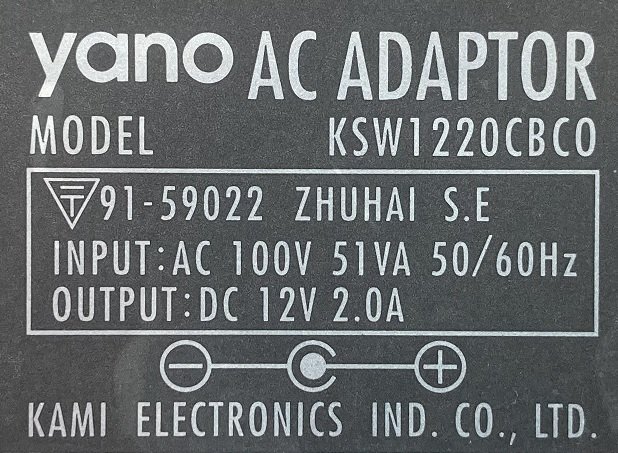 yano AC ADAPTOR
MODEL KSW1220CBCO
91-59022 ZHUHAI S.E
INPUT:AC 100V 51VA 50/60Hz
OUTPUT:DC 12V 2.0A
KAMI ELECTRONICS IND. CO., LTD.